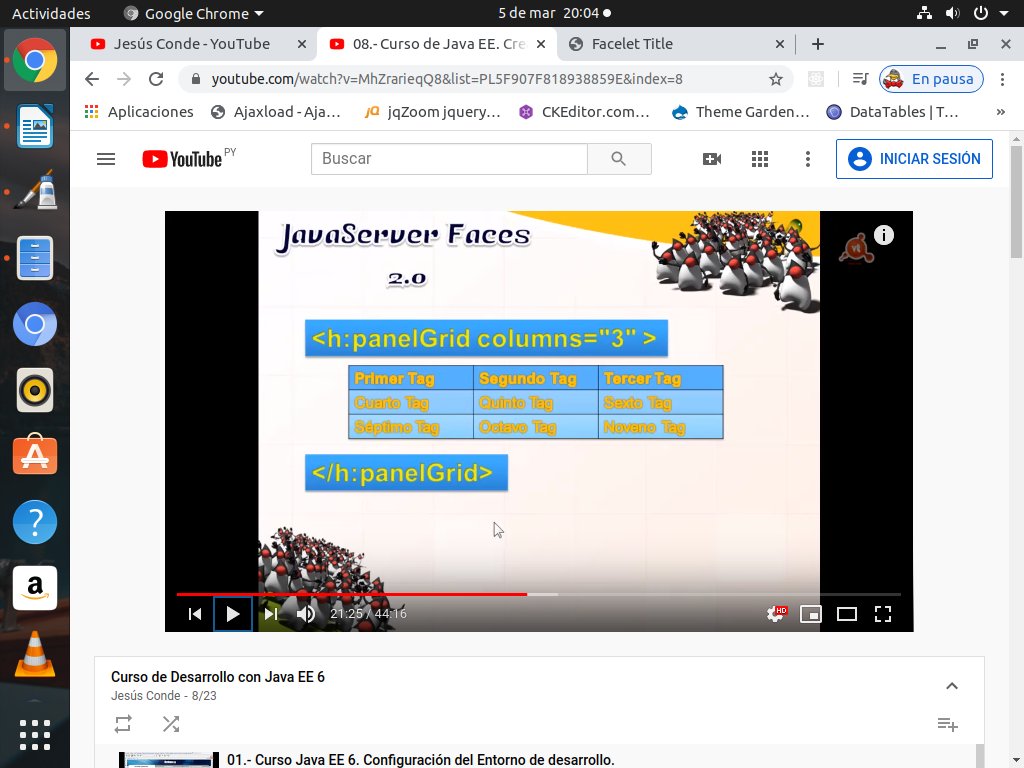 Actividades Google Chrome 5 de mar 20:04
Jesús Conde - YouTube 08.- Curso de Java EE. Cre Facelet Title
youtube.com/watch?v=MhZrarieqQ8&list=PL5F907F818938859E&index=8 En pausa
Aplicaciones Ajaxload - Aja... jqZoom jquery... CKEditor.com... Theme Garden... DataTables | T... »
YouTube PY Buscar INICIAR SESIÓN
JavaServer Faces
2.0
<h:panelGrid columns="3" >
Primer Tag Segundo Tag Tercer Tag
Cuarto Tag Quinto Tag Sexto Tag
Séptimo Tag Octavo Tag Noveno Tag
</h:panelGrid>
21:25 / 44:16 HD
Curso de Desarrollo con Java EE 6
Jesús Conde - 8/23
01.- Curso Java EE 6. Configuración del Entorno de desarrollo.